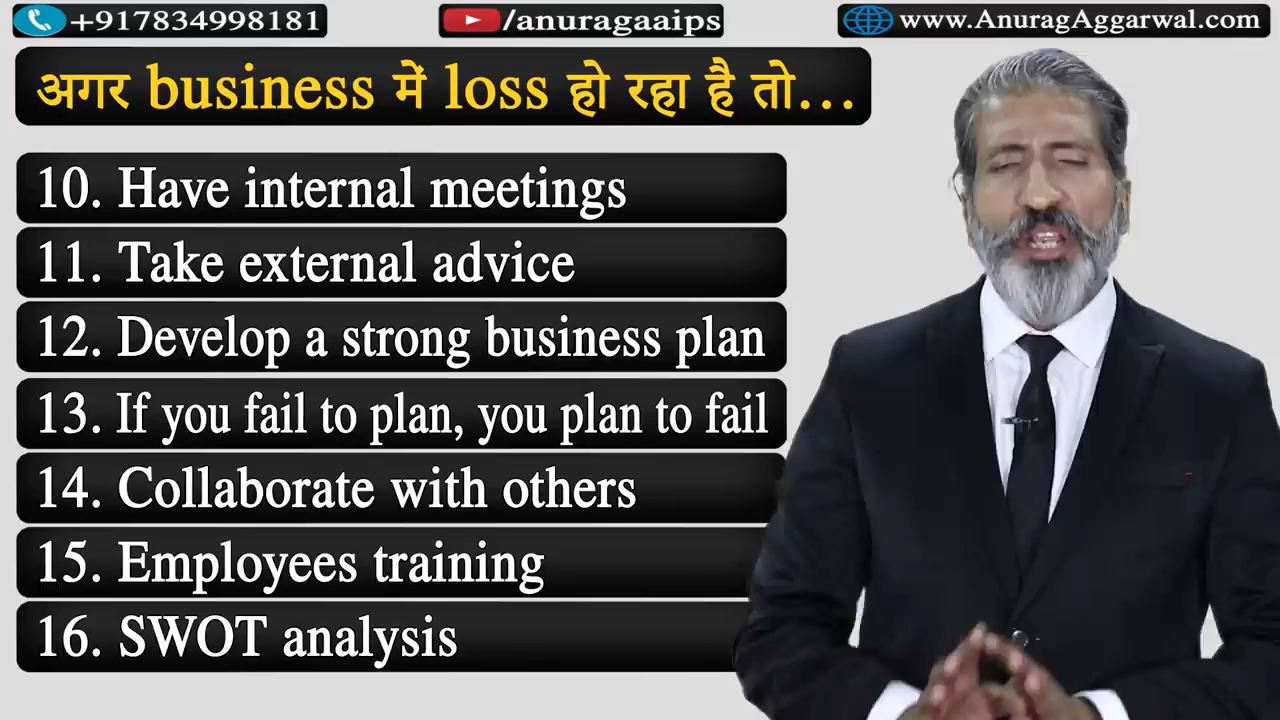 +917834998181
/anuragaaips
www.AnuragAggarwal.com
अगर business में loss हो रहा है तो...
10. Have internal meetings
11. Take external advice
12. Develop a strong business plan
13. If you fail to plan, you plan to fail
14. Collaborate with others
15. Employees training
16. SWOT analysis